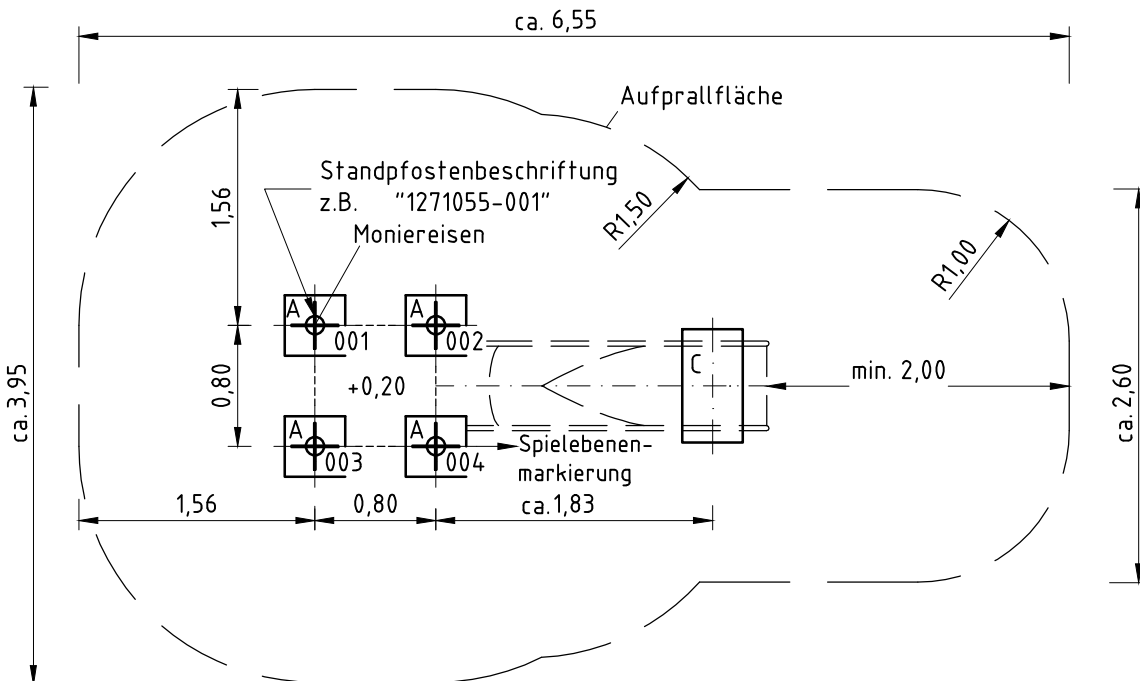 ca. 6,55
Aufprallfläche
Standpfostenbeschriftung
z.B. "1271055-001"
Moniereisen
1,56
R1,50
R1,00
A
A
001
002
ca. 3,95
0,80
+0,20
C
min. 2,00
ca. 2,60
A
A
003
004
Spielebenen-
markierung
1,56
0,80
ca.1,83